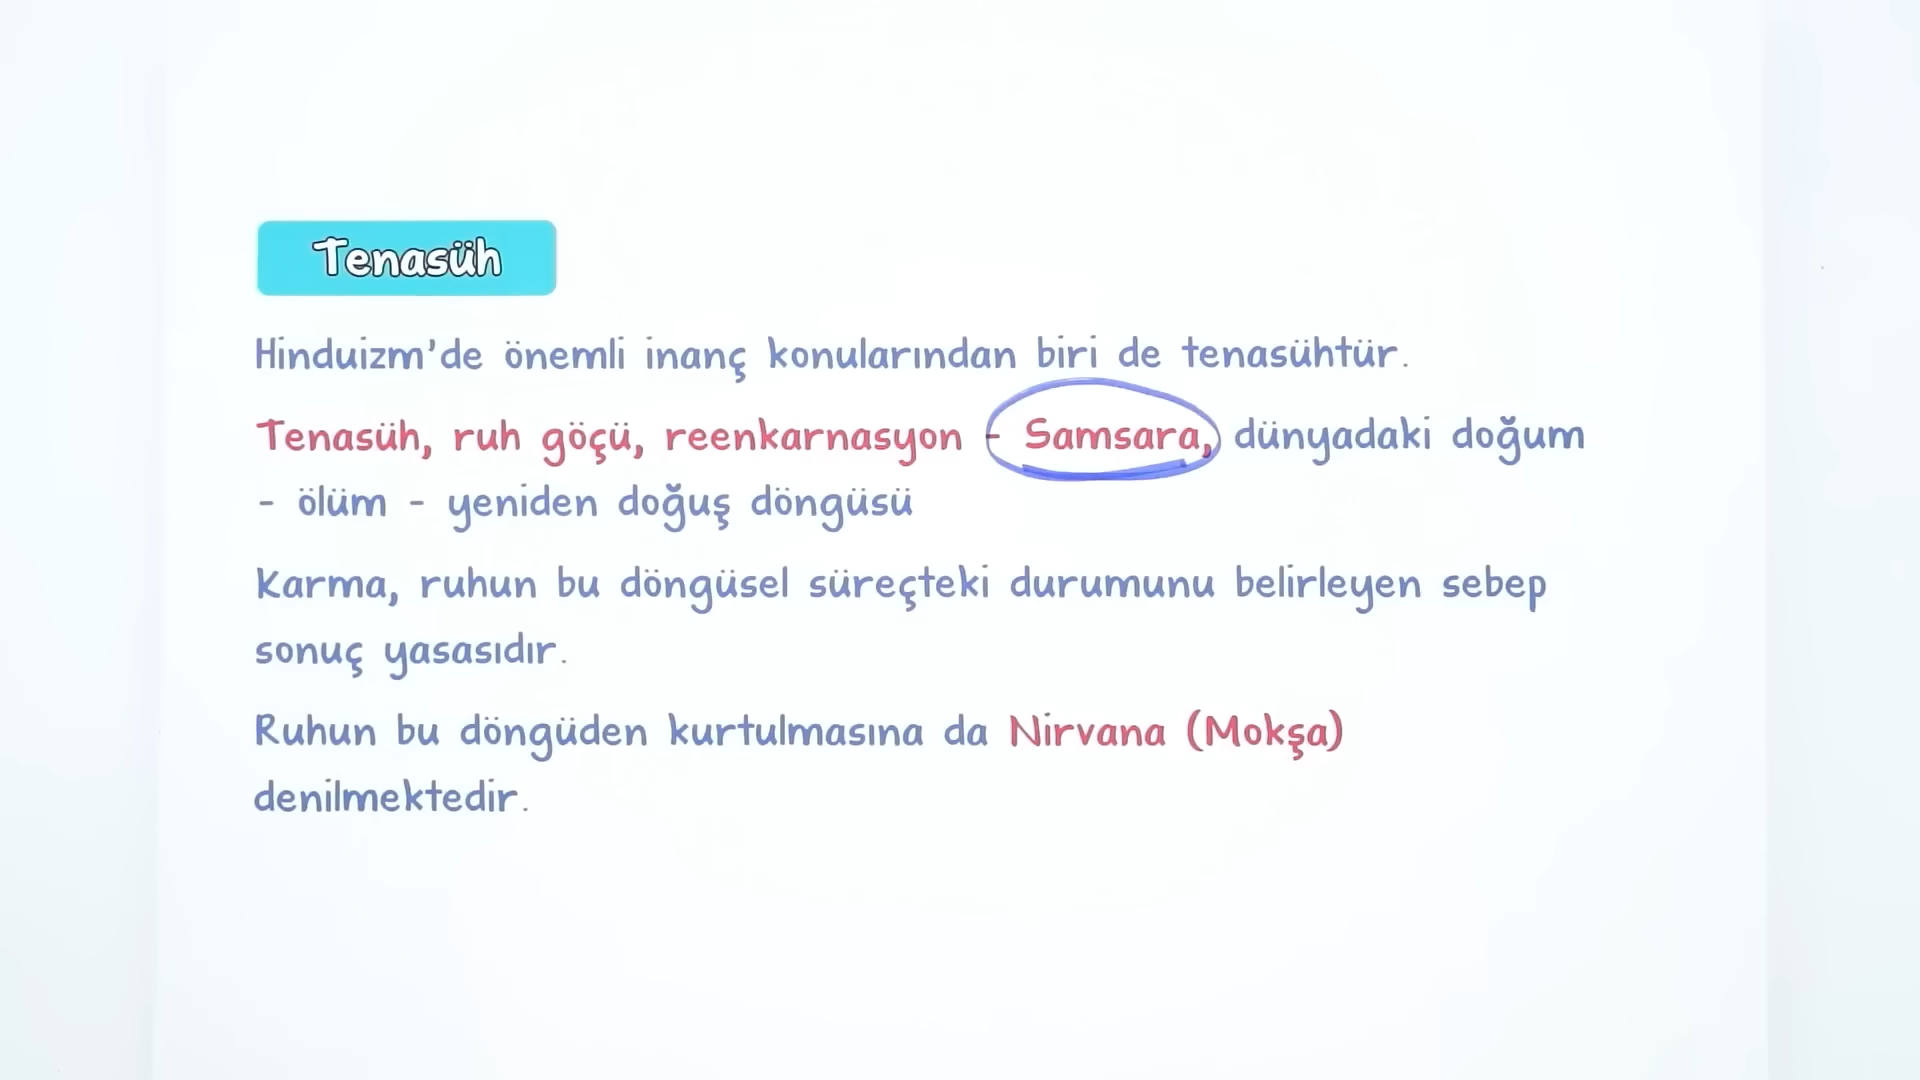 Tenasüh
Hinduizm'de önemli inanç konularından biri de tenasühtür.
Tenasüh, ruh göçü, reenkarnasyon - Samsara, dünyadaki doğum
- ölüm - yeniden doğuş döngüsü
Karma, ruhun bu döngüsel süreçteki durumunu belirleyen sebep
sonuç yasasıdır.
Ruhun bu döngüden kurtulmasına da Nirvana (Mokşa)
denilmektedir.